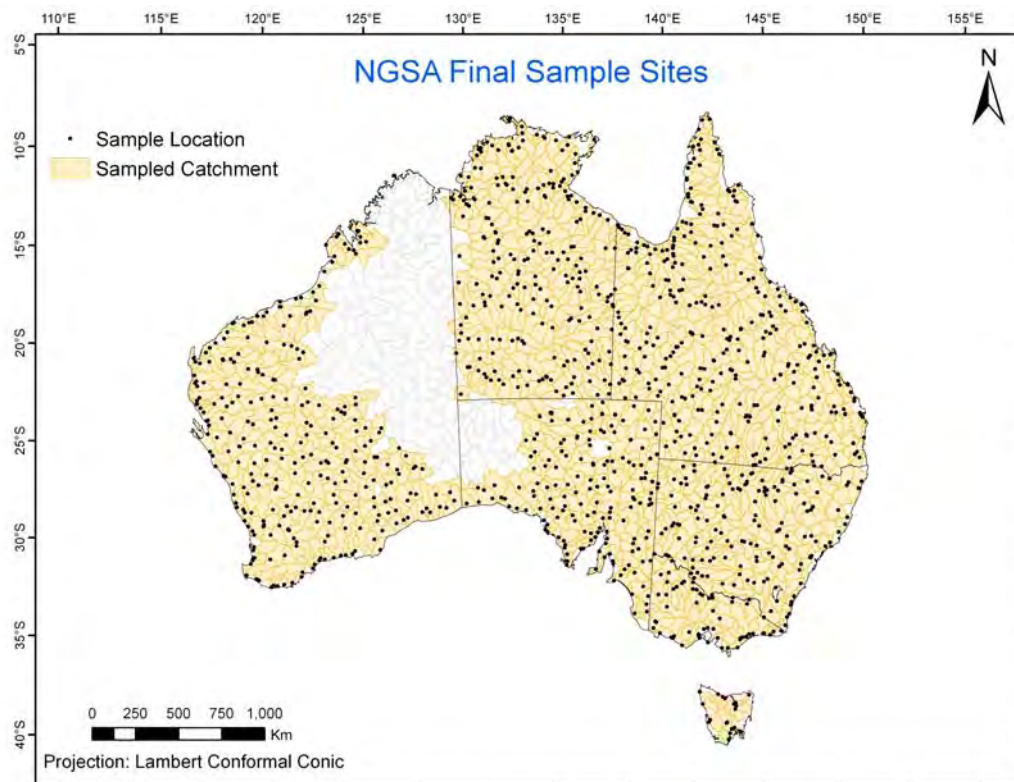 110°E 115°E 120°E 125°E 130°E 135°E 140°E 145°E 150°E 155°E
5°S
NGSA Final Sample Sites
N
Sample Location
10°S
Sampled Catchment
15°S
20°S
25°S
30°S
35°S
0 250 500 750 1,000
Km
40°S
Projection: Lambert Conformal Conic